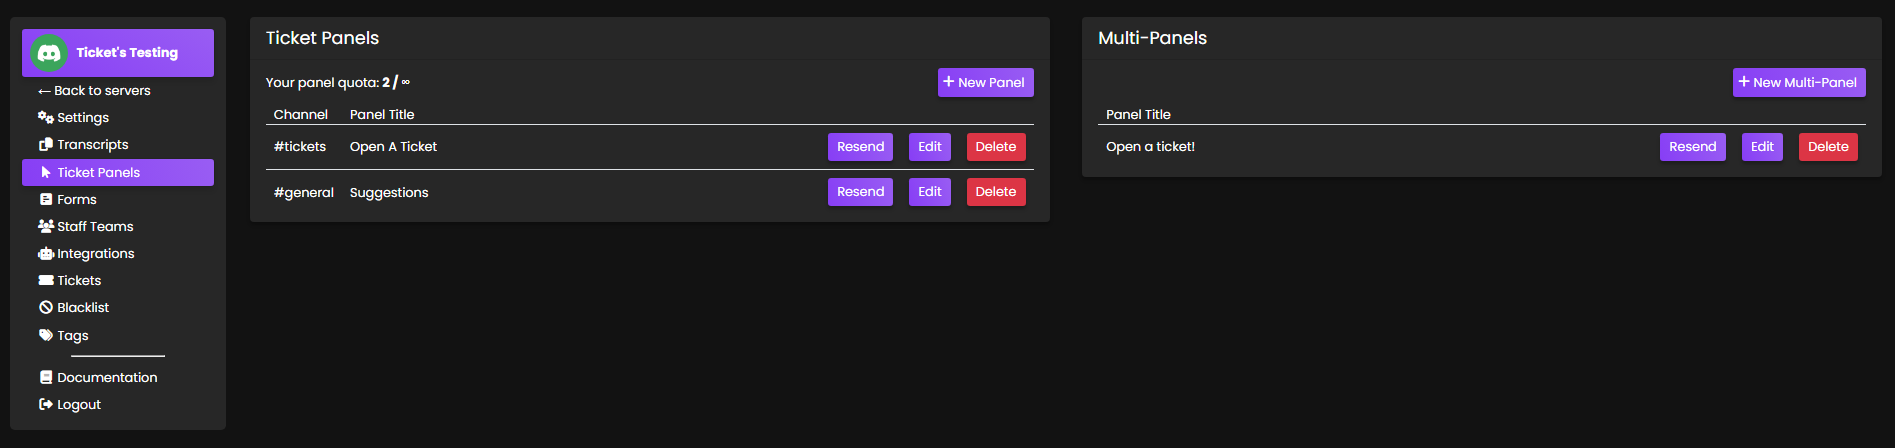 Ticket's Testing
← Back to servers
Settings
Transcripts
Ticket Panels
Forms
Staff Teams
Integrations
Tickets
Blacklist
Tags
Documentation
Logout
Ticket Panels
Your panel quota: 2 / ∞
+ New Panel
Channel Panel Title
#tickets Open A Ticket Resend Edit Delete
#general Suggestions Resend Edit Delete
Multi-Panels
+ New Multi-Panel
Panel Title
Open a ticket! Resend Edit Delete